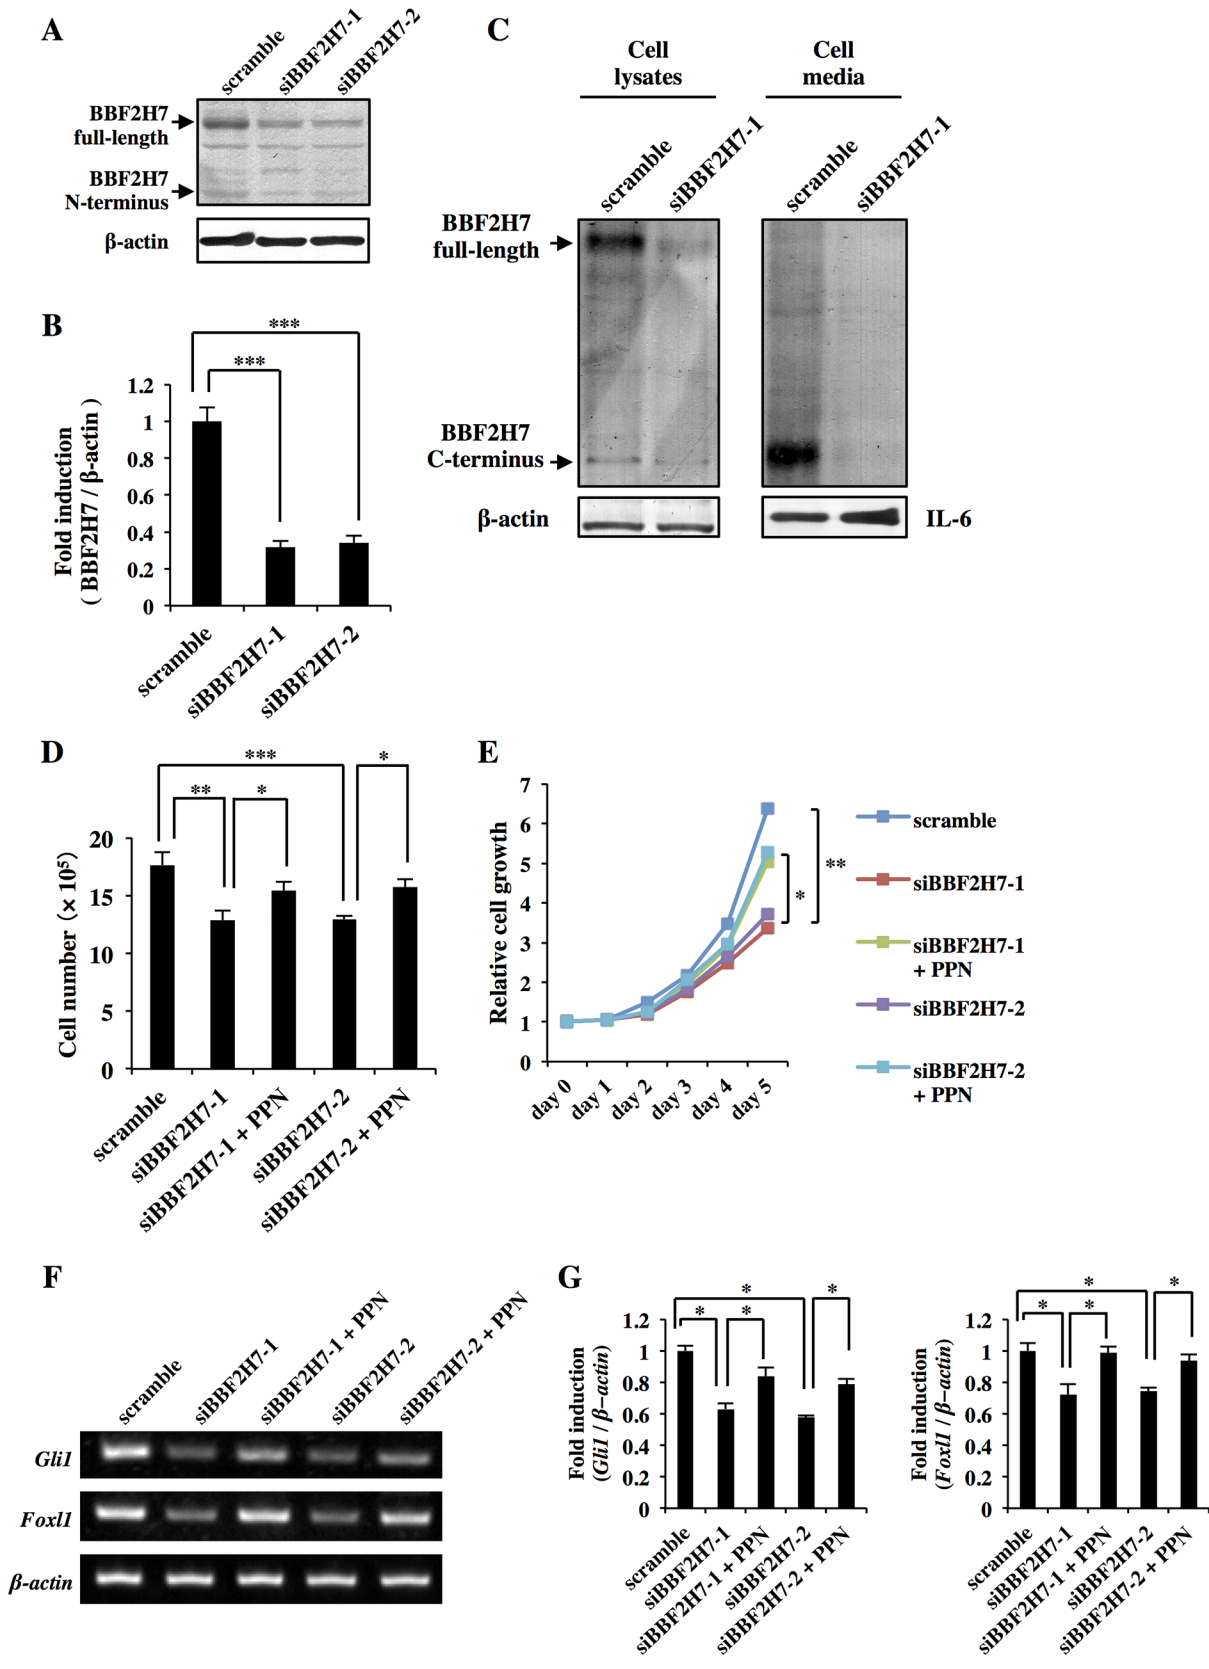 A
scramble
siBBF2H7-1
siBBF2H7-2
BBF2H7
full-length
BBF2H7
N-terminus
β-actin
B
***
***
Fold induction
( BBF2H7 / β-actin )
1.2
1
0.8
0.6
0.4
0.2
0
scramble
siBBF2H7-1
siBBF2H7-2
C
Cell
lysates
Cell
media
scramble
siBBF2H7-1
scramble
siBBF2H7-1
BBF2H7
full-length
BBF2H7
C-terminus
β-actin
IL-6
D
***
*
**
*
Cell number (× 10⁵)
20
15
10
5
0
scramble
siBBF2H7-1
siBBF2H7-1 + PPN
siBBF2H7-2
siBBF2H7-2 + PPN
E
Relative cell growth
7
6
5
4
3
2
1
0
day 0
day 1
day 2
day 3
day 4
day 5
*
**
scramble
siBBF2H7-1
siBBF2H7-1
+ PPN
siBBF2H7-2
siBBF2H7-2
+ PPN
F
scramble
siBBF2H7-1
siBBF2H7-1 + PPN
siBBF2H7-2
siBBF2H7-2 + PPN
Gli1
Foxl1
β-actin
G
*
*
*
*
Fold induction
(Gli1 / β-actin)
1.2
1
0.8
0.6
0.4
0.2
0
scramble
siBBF2H7-1
siBBF2H7-1 + PPN
siBBF2H7-2
siBBF2H7-2 + PPN
*
*
*
*
Fold induction
(Foxl1 / β-actin)
1.2
1
0.8
0.6
0.4
0.2
0
scramble
siBBF2H7-1
siBBF2H7-1 + PPN
siBBF2H7-2
siBBF2H7-2 + PPN